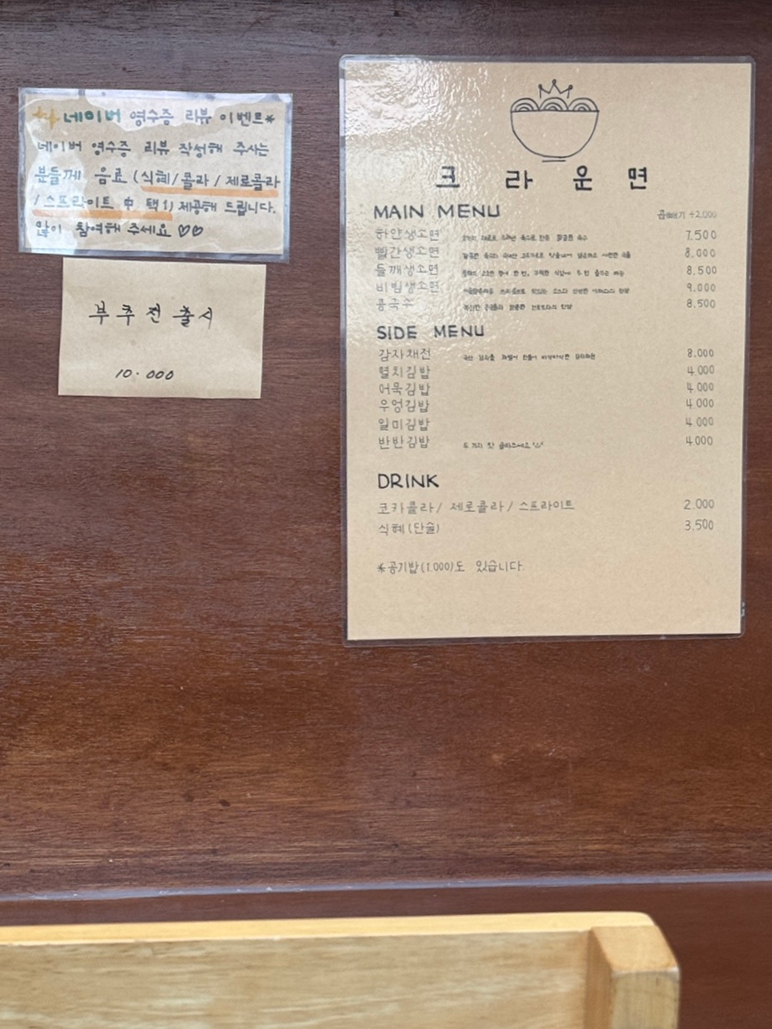 네이버 영수증 리뷰 이벤트*
네이버 영수증 리뷰 작성해 주시는
분들께 음료 (식혜/콜라 / 제로콜라
/ 스프라이트 中 택1) 제공해 드립니다.
많이 참여해 주세요 ♡♡
부추전 출시
10.000
크라운면
MAIN MENU 곱빼기 +2,000
하얀생소면 7.500
빨간생소면 8,000
들깨생소면 8.500
비빔생소면 9.000
콩국수 8.500
SIDE MENU
감자채전 8.000
멸치김밥 4.000
어묵김밥 4.000
우엉김밥 4.000
일미김밥 4.000
반반김밥 4.000
DRINK
코카콜라 / 제로콜라 / 스프라이트 2.000
식혜(단술) 3,500
*공기밥(1.000)도 있습니다.